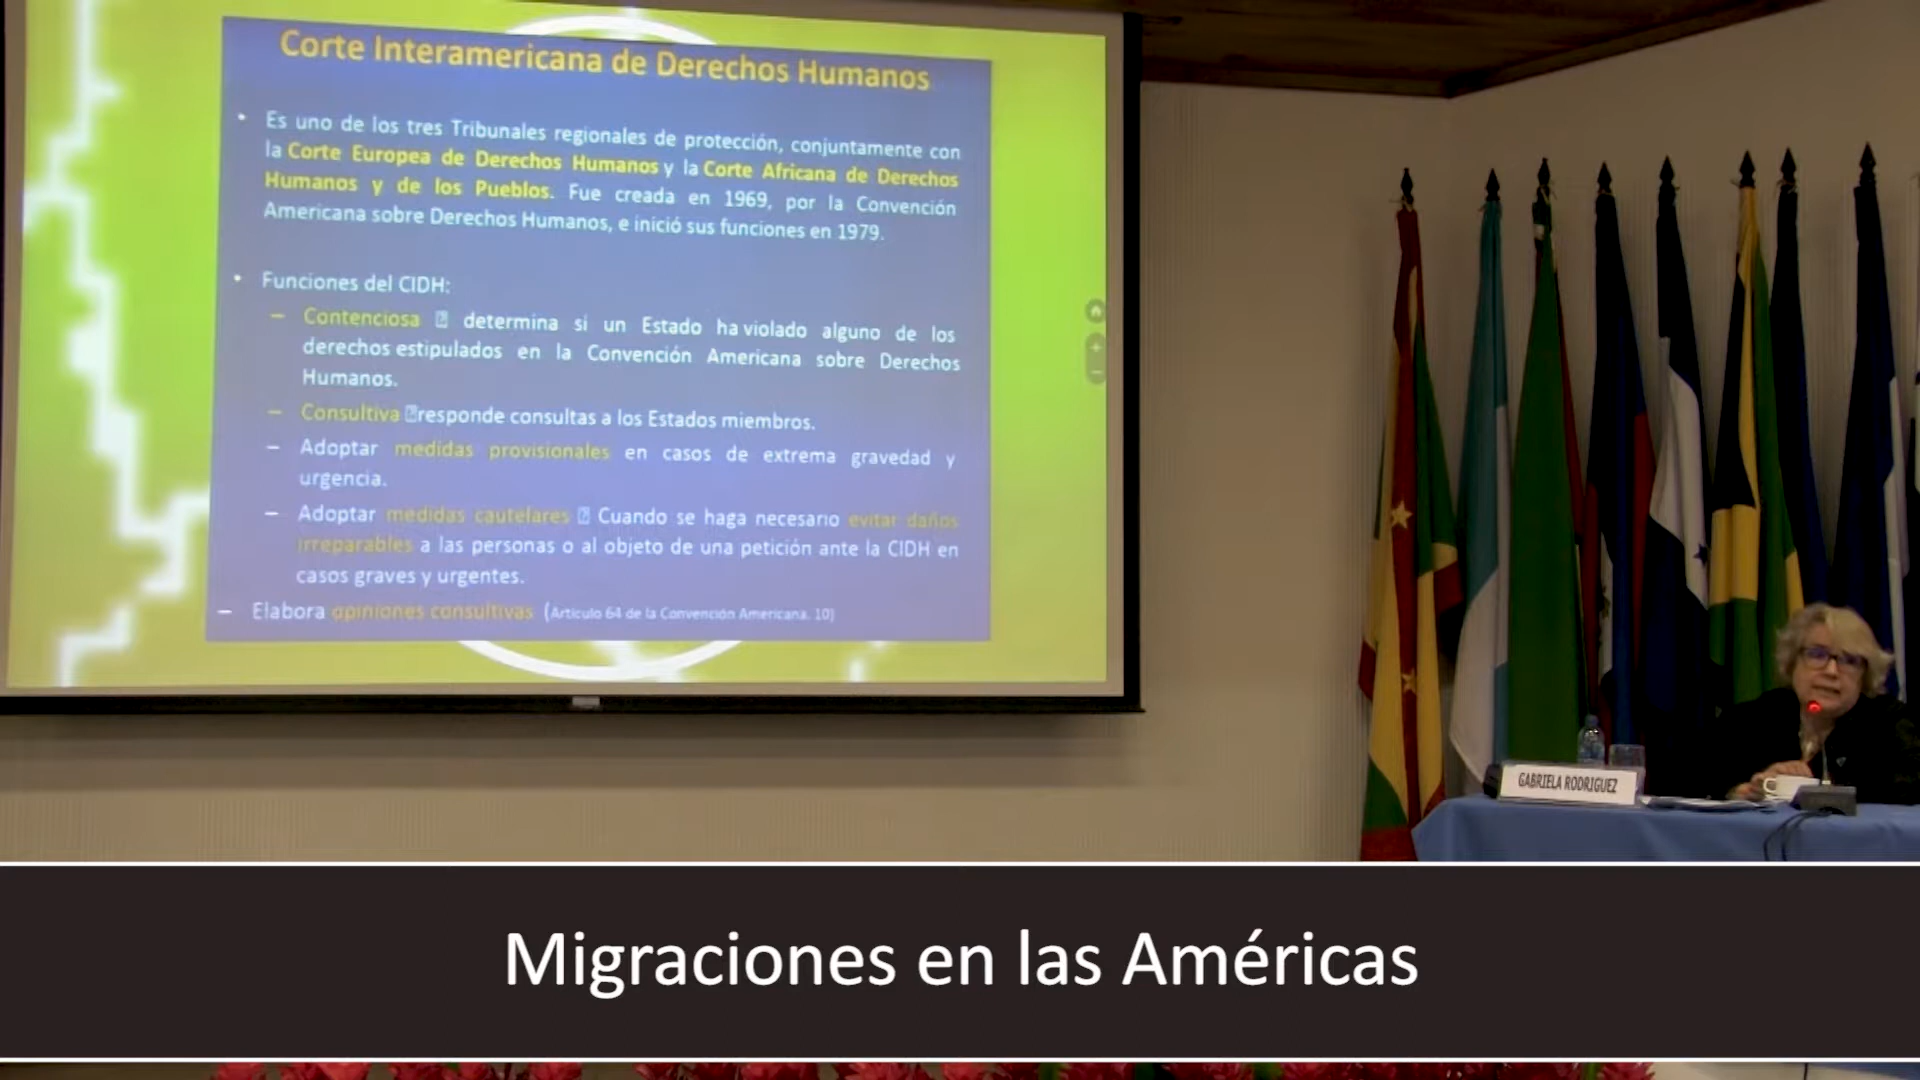 Corte Interamericana de Derechos Humanos
• Es uno de los tres Tribunales regionales de protección, conjuntamente con
la Corte Europea de Derechos Humanos y la Corte Africana de Derechos
Humanos y de los Pueblos. Fue creada en 1969, por la Convención
Americana sobre Derechos Humanos, e inició sus funciones en 1979.
• Funciones del CIDH:
– Contenciosa determina si un Estado ha violado alguno de los
derechos estipulados en la Convención Americana sobre Derechos
Humanos.
– Consultiva responde consultas a los Estados miembros.
– Adoptar medidas provisionales en casos de extrema gravedad y
urgencia.
– Adoptar medidas cautelares Cuando se haga necesario evitar daños
irreparables a las personas o al objeto de una petición ante la CIDH en
casos graves y urgentes.
– Elabora opiniones consultivas (Artículo 64 de la Convención Americana. 10)
GABRIELA RODRIGUEZ
Migraciones en las Américas